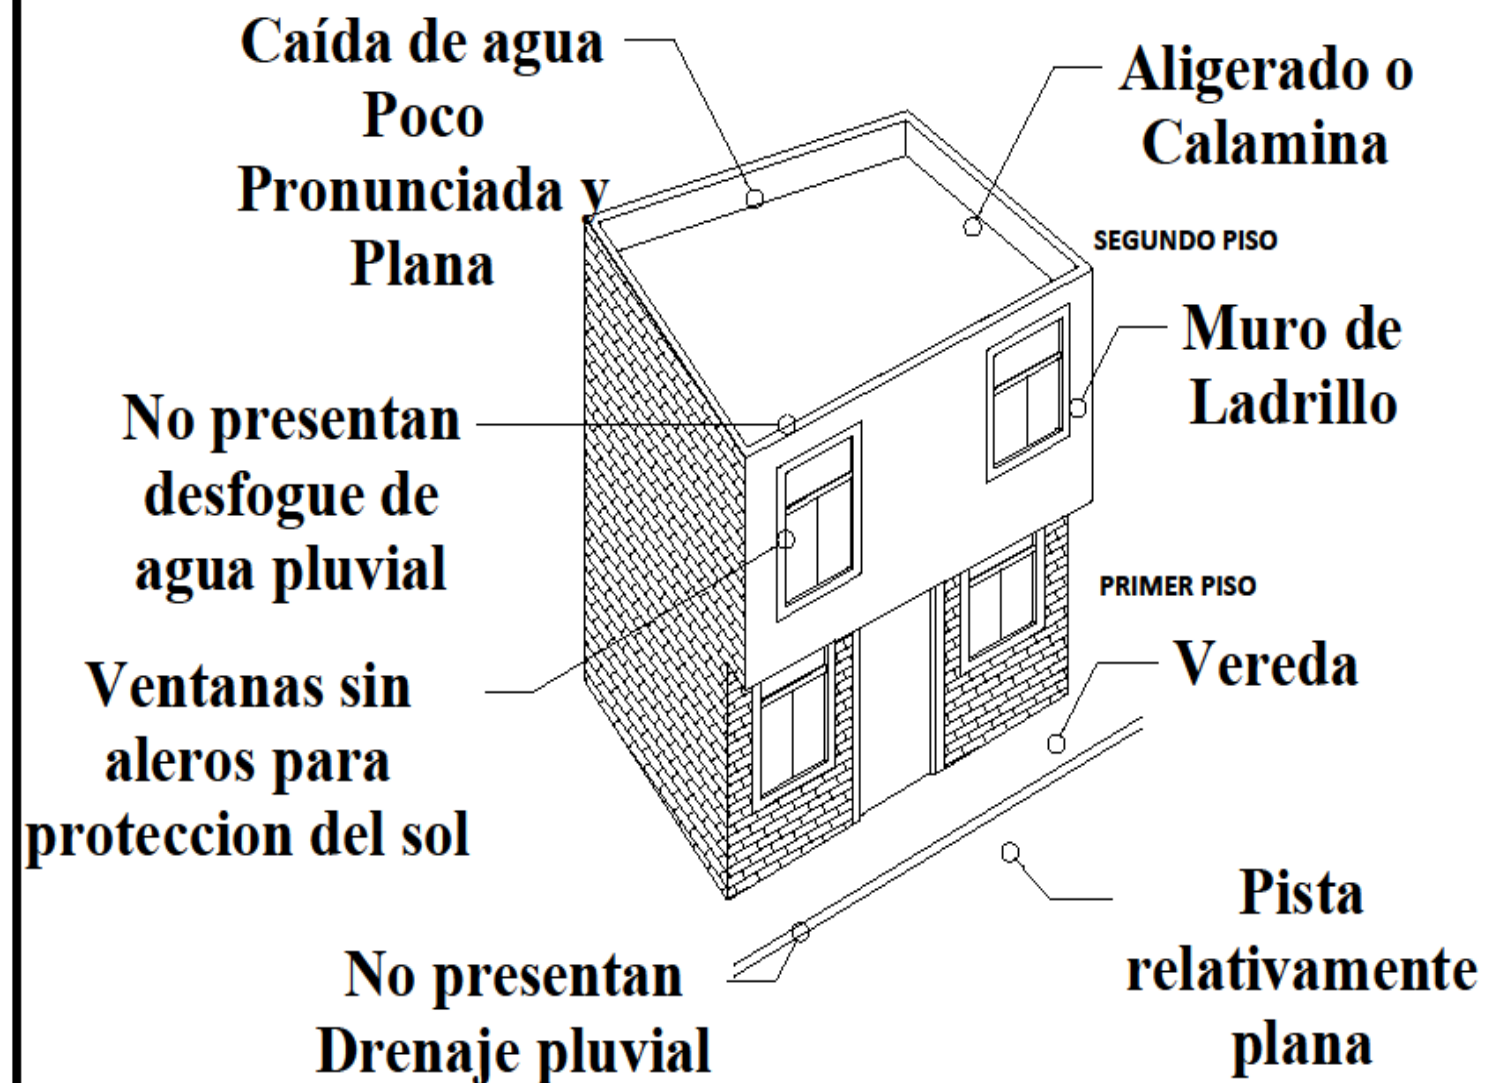 Caída de agua
Poco
Pronunciada y
Plana
Aligerado o
Calamina
SEGUNDO PISO
Muro de
Ladrillo
No presentan
desfogue de
agua pluvial
PRIMER PISO
Ventanas sin
aleros para
proteccion del sol
Vereda
Pista
relativamente
plana
No presentan
Drenaje pluvial